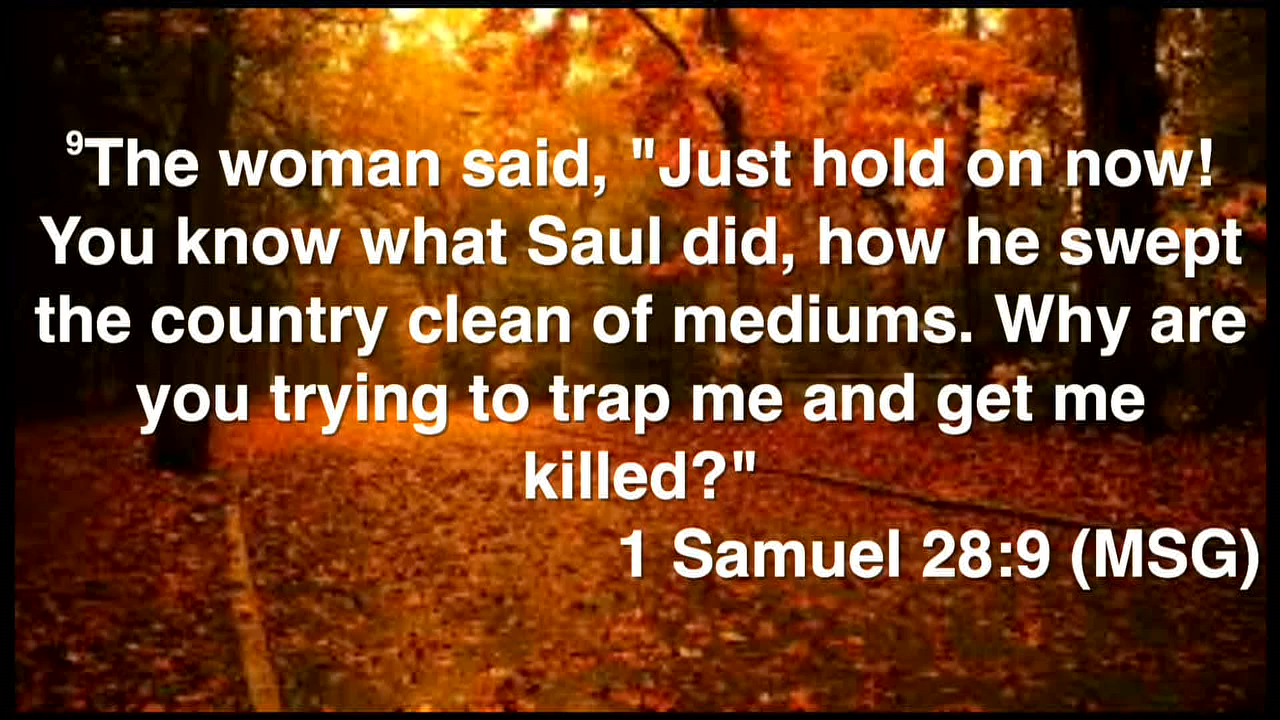 ⁹The woman said, "Just hold on now!
You know what Saul did, how he swept
the country clean of mediums. Why are
you trying to trap me and get me
killed?"
1 Samuel 28:9 (MSG)